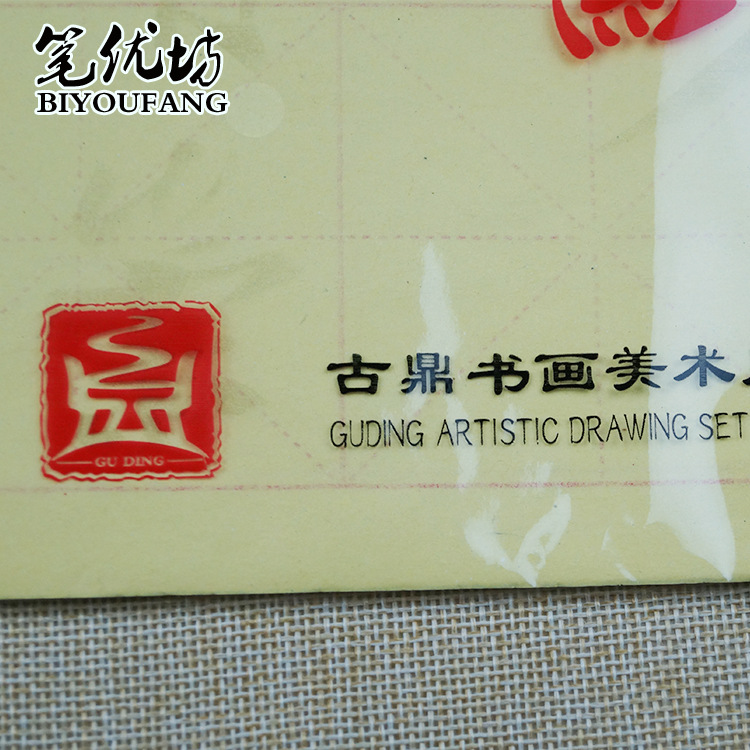 笔优坊
BIYOUFANG
GU DING
古鼎书画美术
GUDING ARTISTIC DRAWING SET